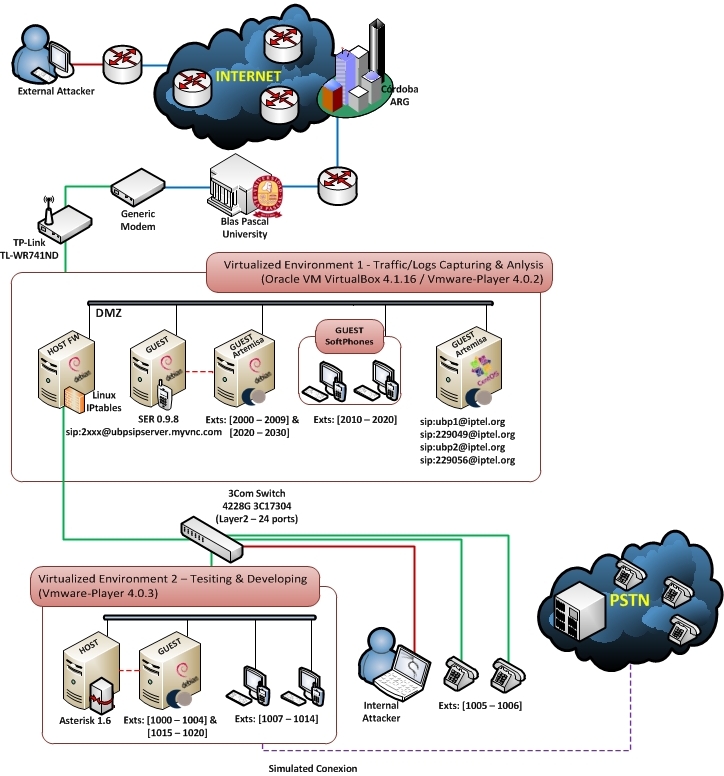 External Attacker
INTERNET
Córdoba
ARG
Generic
Modem
Blas Pascal
University
TP-Link
TL-WR741ND
Virtualized Environment 1 - Traffic/Logs Capturing & Anlysis
(Oracle VM VirtualBox 4.1.16 / Vmware-Player 4.0.2)
DMZ
HOST FW
debian
Linux
IPtables
GUEST
debian
SER 0.9.8
sip:2xxx@ubpsipserver.myvnc.com
GUEST
Artemisa
debian
Exts: [2000 – 2009] &
[2020 – 2030]
GUEST
SoftPhones
Exts: [2010 – 2020]
GUEST
Artemisa
CentOS
sip:ubp1@iptel.org
sip:229049@iptel.org
sip:ubp2@iptel.org
sip:229056@iptel.org
3Com Switch
4228G 3C17304
(Layer2 – 24 ports)
Virtualized Environment 2 – Tesiting & Developing
(Vmware-Player 4.0.3)
HOST
Asterisk 1.6
GUEST
debian
Exts: [1000 – 1004] &
[1015 – 1020]
Exts: [1007 – 1014]
Internal
Attacker
Exts: [1005 – 1006]
PSTN
Simulated Conexion